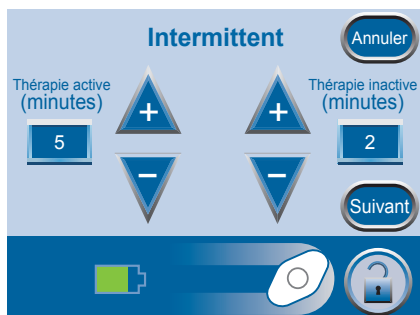 Intermittent
Annuler
Thérapie active
(minutes)
Thérapie inactive
(minutes)
+
+
5
2
−
−
Suivant